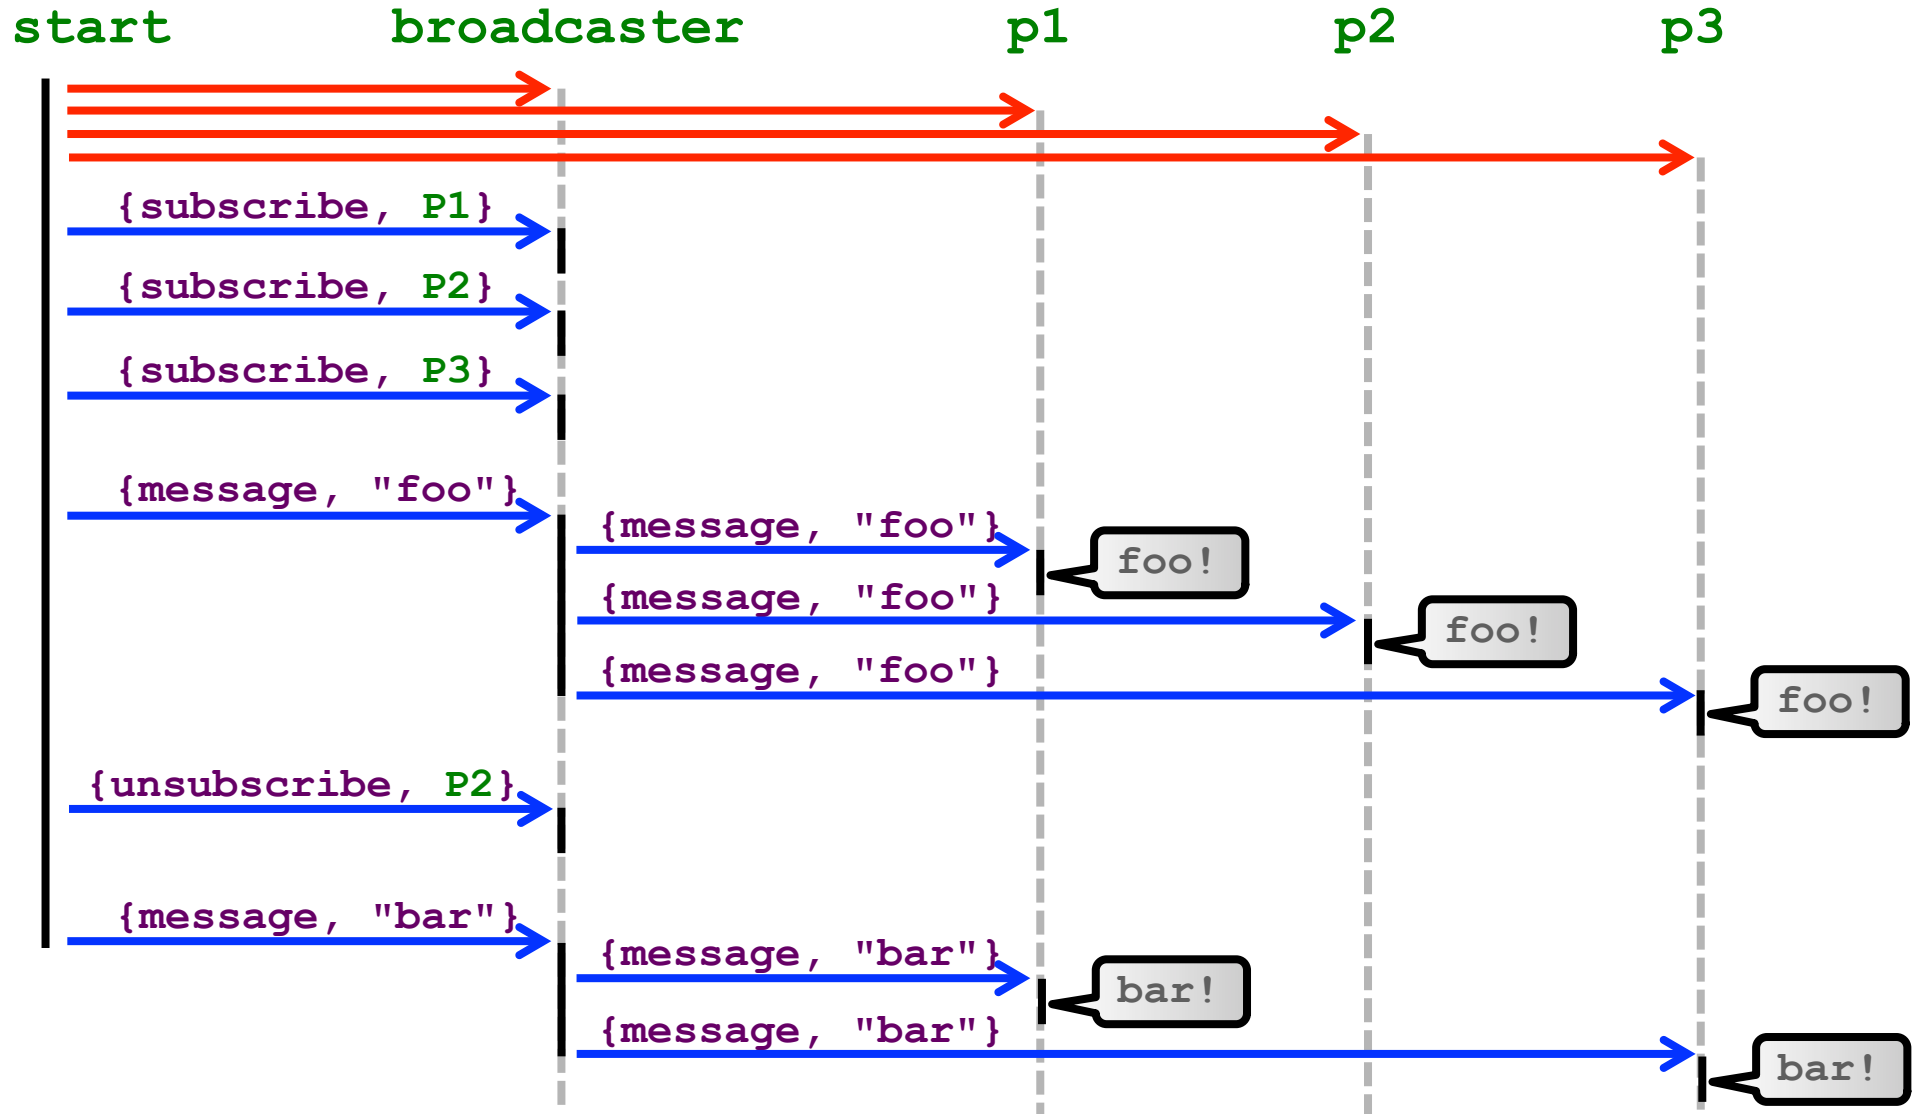 start broadcaster p1 p2 p3
{subscribe, P1}
{subscribe, P2}
{subscribe, P3}
{message, "foo"}
{message, "foo"}
foo!
{message, "foo"}
foo!
{message, "foo"}
foo!
{unsubscribe, P2}
{message, "bar"}
{message, "bar"}
bar!
{message, "bar"}
bar!